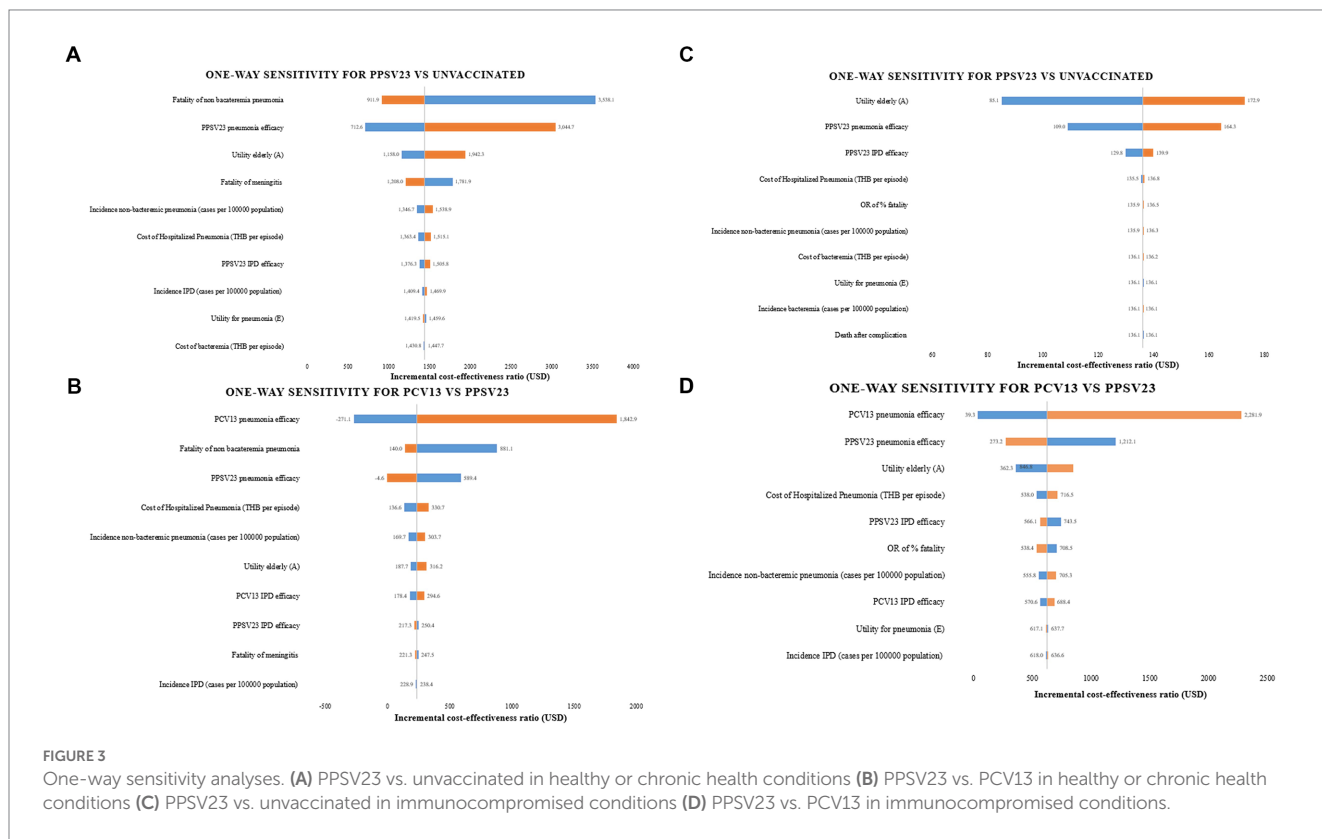 A
ONE-WAY SENSITIVITY FOR PPSV23 VS UNVACCINATED
Fatality of non bacateremia pneumonia
911.9
PPSV23 pneumonia efficacy
3,044.7
Utility elderly (A)
1,942.3
Fatality of meningitis
1,208.0 1,781.9
Incidence non-bacteremic pneumonia (cases per 100000 population)
1,346.7 1,538.9
Cost of Hospitalized Pneumonia (THB per episode)
1,363.4 1,515.1
PPSV23 IPD efficacy
1,376.2 1,505.8
Incidence IPD (cases per 100000 population)
1,409.4 1,469.9
Utility for pneumonia (E)
1,419.5 1,459.6
Cost of bacteremia (THB per episode)
1,447.7
0 1000 2000 3000 3500 4000
Incremental cost-effectiveness ratio (USD)
B
ONE-WAY SENSITIVITY FOR PCV13 VS PPSV23
PCV13 pneumonia efficacy
-271.1 1,842.9
Fatality of non bacateremia pneumonia
140.0 881.1
PPSV23 pneumonia efficacy
-4.6 589.4
Cost of Hospitalized Pneumonia (THB per episode)
136.6 330.7
Incidence non-bacteremic pneumonia (cases per 100000 population)
169.7 303.7
Utility elderly (A)
187.7 316.2
PCV13 IPD efficacy
178.4 294.6
PPSV23 IPD efficacy
217.3 250.4
Fatality of meningitis
221.3 247.5
Incidence IPD (cases per 100000 population)
228.9 238.4
-500 0 500 1000 1500 2000
Incremental cost-effectiveness ratio (USD)
C
ONE-WAY SENSITIVITY FOR PPSV23 VS UNVACCINATED
Utility elderly (A)
85.1 172.9
PPSV23 pneumonia efficacy
109.0 164.3
PPSV23 IPD efficacy
129.8 139.9
Cost of Hospitalized Pneumonia (THB per episode)
135.5 136.8
OR of % fatality
135.9 136.5
Incidence non-bacteremic pneumonia (cases per 100000 population)
135.9 136.3
Cost of bacteremia (THB per episode)
136.1 136.2
Utility for pneumonia (E)
136.1 136.1
Incidence bacteremia (cases per 100000 population)
136.1 136.1
Death after complication
136.1 136.1
60 80 100 120 140 160 180
Incremental cost-effectiveness ratio (USD)
D
ONE-WAY SENSITIVITY FOR PCV13 VS PPSV23
PCV13 pneumonia efficacy
2,281.9
PPSV23 pneumonia efficacy
273.2 1,212.1
Utility elderly (A)
362.3
Cost of Hospitalized Pneumonia (THB per episode)
538.0 716.5
PPSV23 IPD efficacy
566.1 743.5
OR of % fatality
538.4 708.5
Incidence non-bacteremic pneumonia (cases per 100000 population)
555.8 705.3
PCV13 IPD efficacy
570.6 688.4
Utility for pneumonia (E)
617.1 637.7
Incidence IPD (cases per 100000 population)
618.0 636.6
0 500 1000 1500 2000 2500
Incremental cost-effectiveness ratio (USD)
FIGURE 3
One-way sensitivity analyses. (A) PPSV23 vs. unvaccinated in healthy or chronic health conditions (B) PPSV23 vs. PCV13 in healthy or chronic health
conditions (C) PPSV23 vs. unvaccinated in immunocompromised conditions (D) PPSV23 vs. PCV13 in immunocompromised conditions.